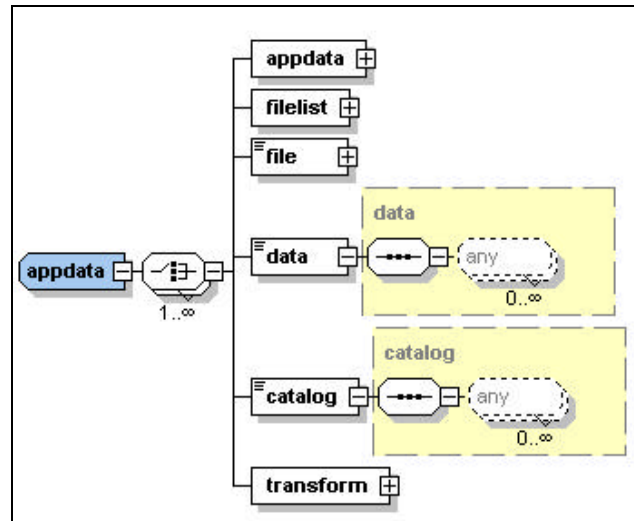 appdata
filelist
file
data
data
any
0..∞
appdata
1..∞
catalog
catalog
any
0..∞
transform